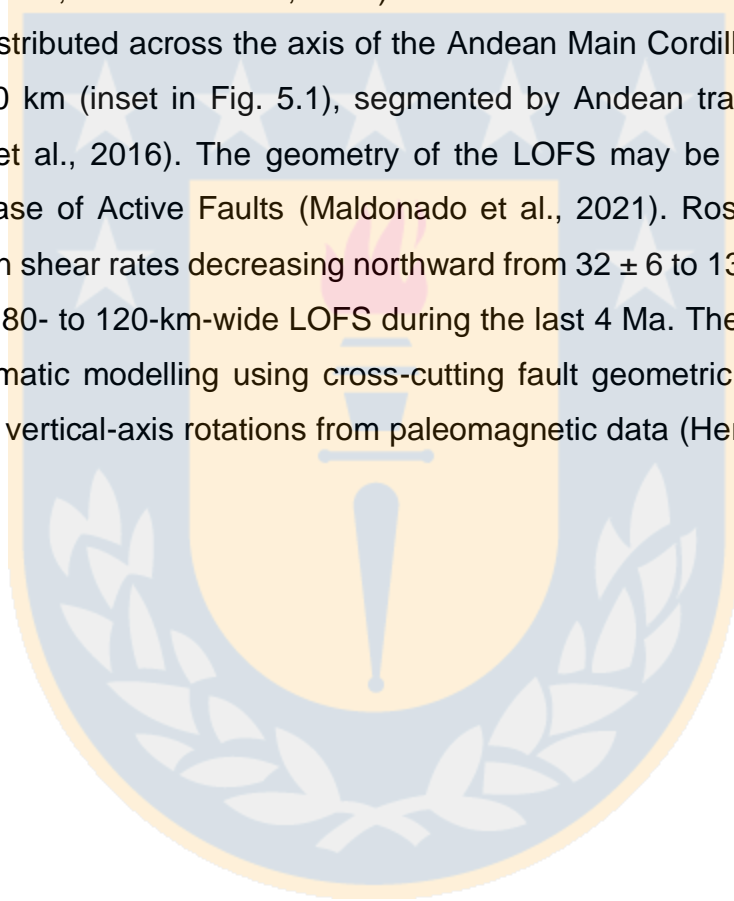 stributed across the axis of the Andean Main Cordill
0 km (inset in Fig. 5.1), segmented by Andean tra
et al., 2016). The geometry of the LOFS may be
ase of Active Faults (Maldonado et al., 2021). Ros
n shear rates decreasing northward from 32 ± 6 to 13
80- to 120-km-wide LOFS during the last 4 Ma. The
matic modelling using cross-cutting fault geometric
vertical-axis rotations from paleomagnetic data (Her